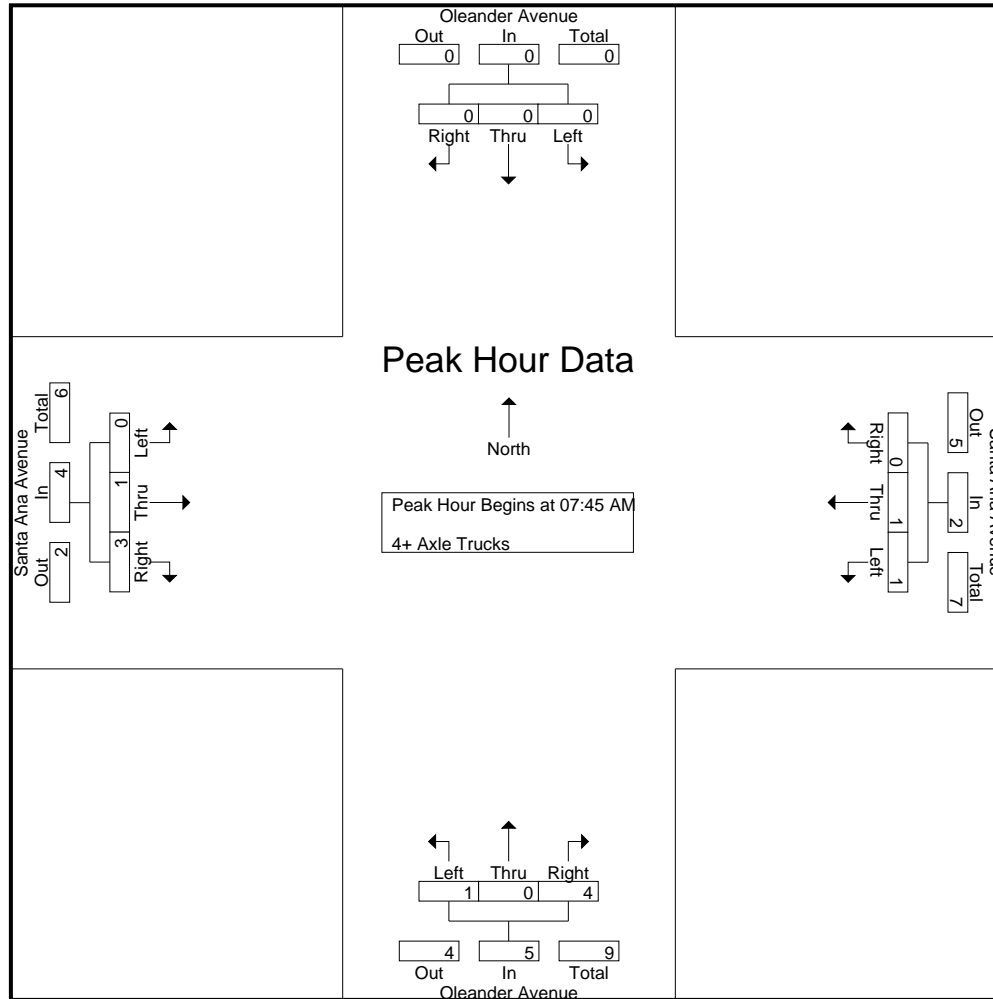 Oleander Avenue
Out In Total
0 0 0
0 0 0
Right Thru Left
Peak Hour Data
North
Peak Hour Begins at 07:45 AM
4+ Axle Trucks
Santa Ana Avenue
Total In Out
6 4 2
0 1 3
Left Thru Right
Right Thru Left
0 1 1
5 2 7
Out In Total
Left Thru Right
1 0 4
4 5 9
Out In Total
Oleander Avenue